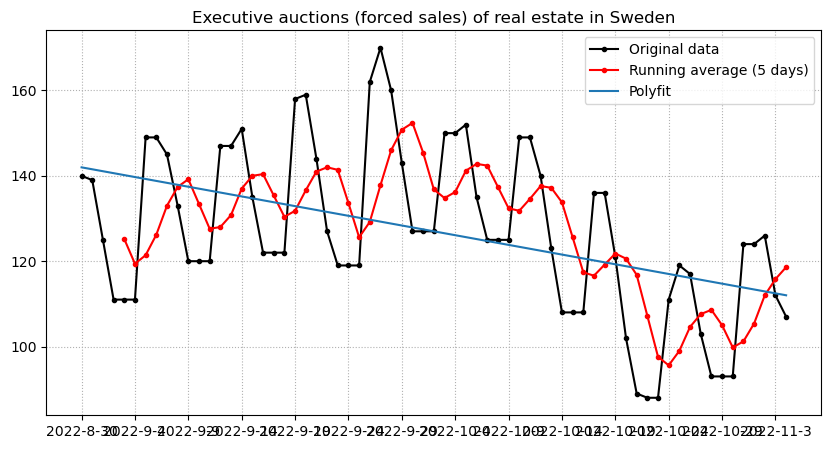 Executive auctions (forced sales) of real estate in Sweden
Original data
Running average (5 days)
Polyfit
160
140
120
100
2022-8-30 2022-9-4 2022-9-9 2022-9-14 2022-9-19 2022-9-24 2022-9-29 2022-10-4 2022-10-9 2022-10-14 2022-10-19 2022-10-24 2022-10-29 2022-11-3